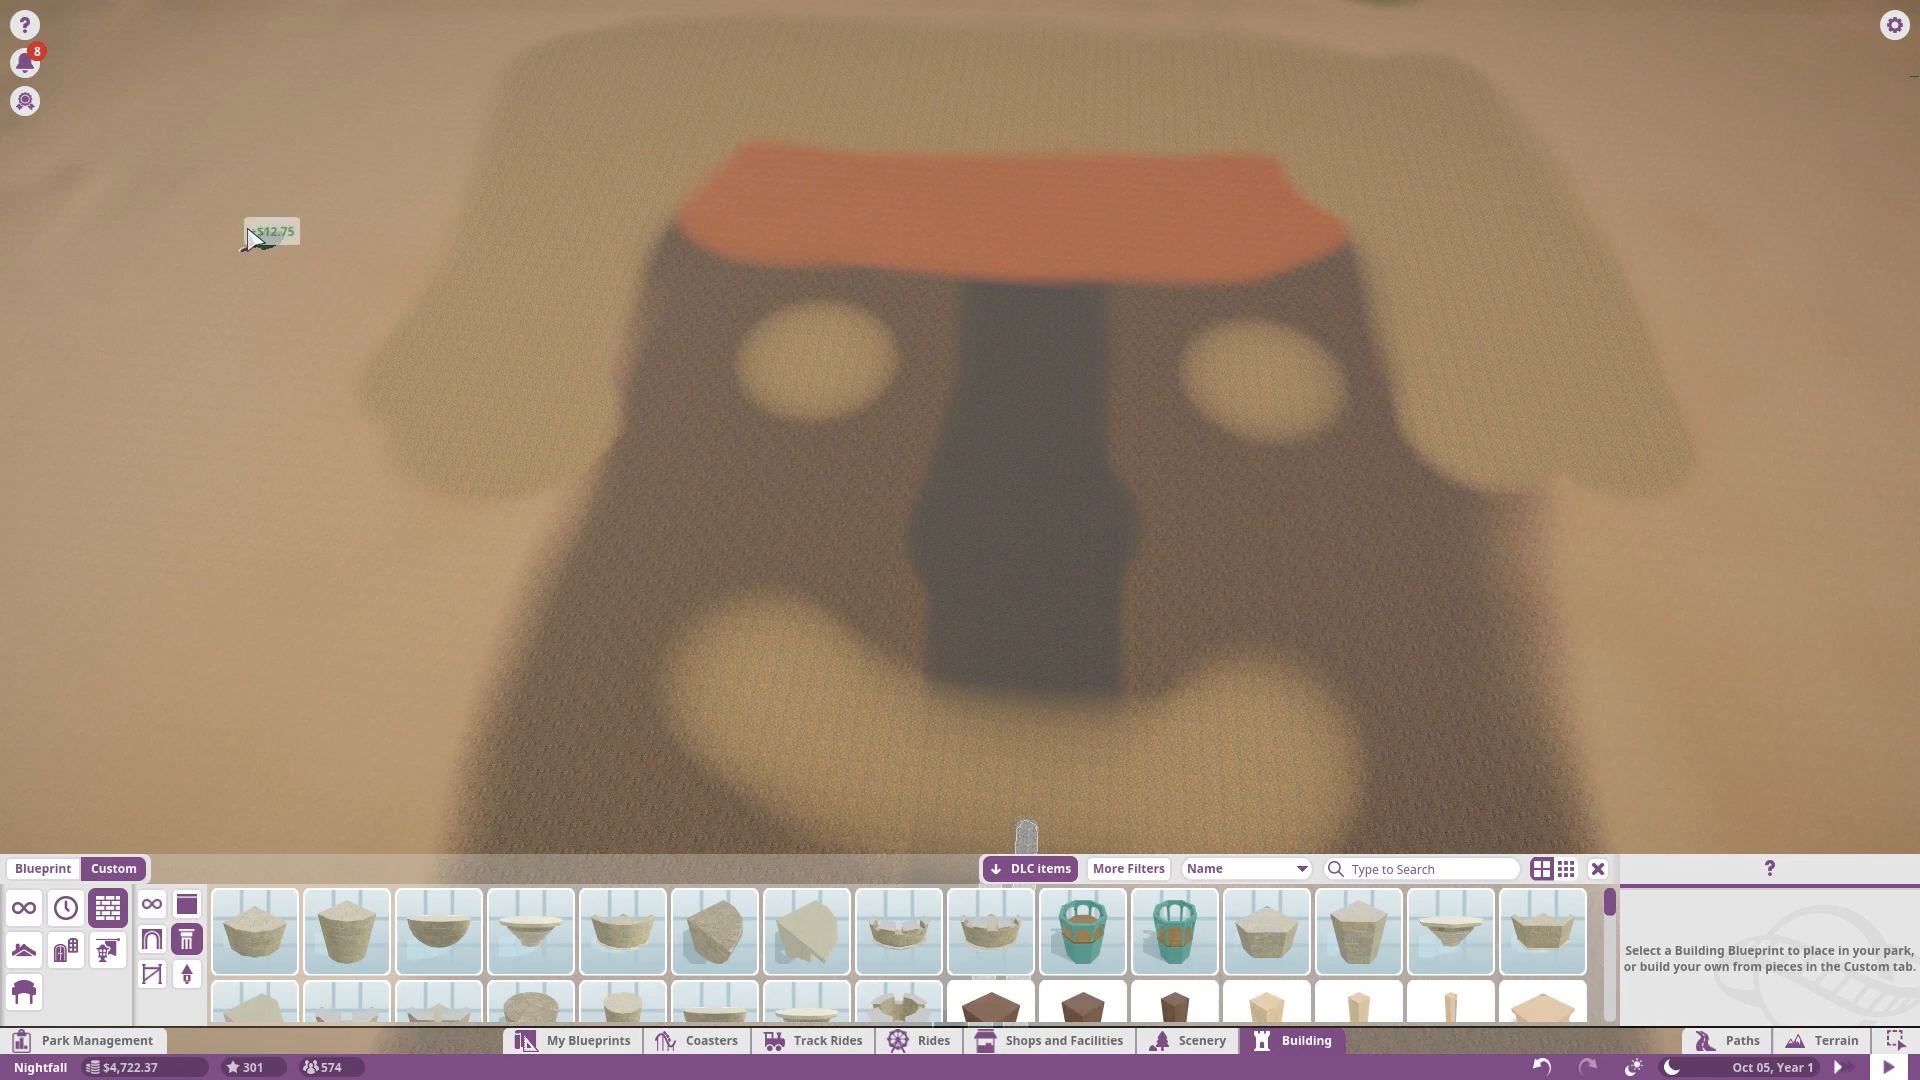 8
+$12.75
Blueprint
Custom
DLC items
More Filters
Name
Type to Search
Select a Building Blueprint to place in your park,
or build your own from pieces in the Custom tab.
Park Management
My Blueprints
Coasters
Track Rides
Rides
Shops and Facilities
Scenery
Building
Paths
Terrain
Nightfall
$4,722.37
301
574
Oct 05, Year 1